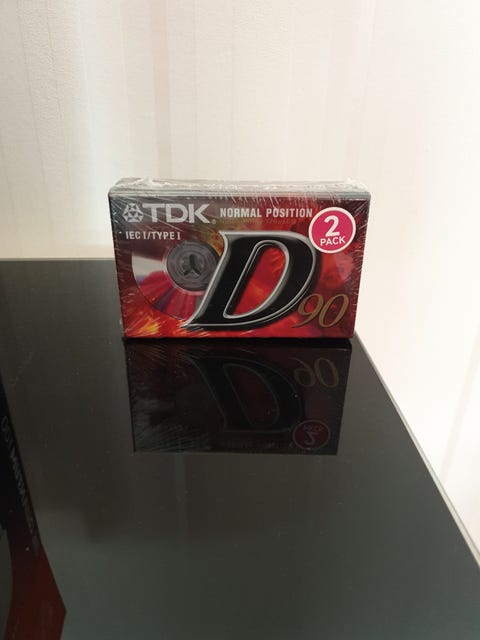 TDK NORMAL POSITION
IEC I/TYPE I
2
PACK
D 90